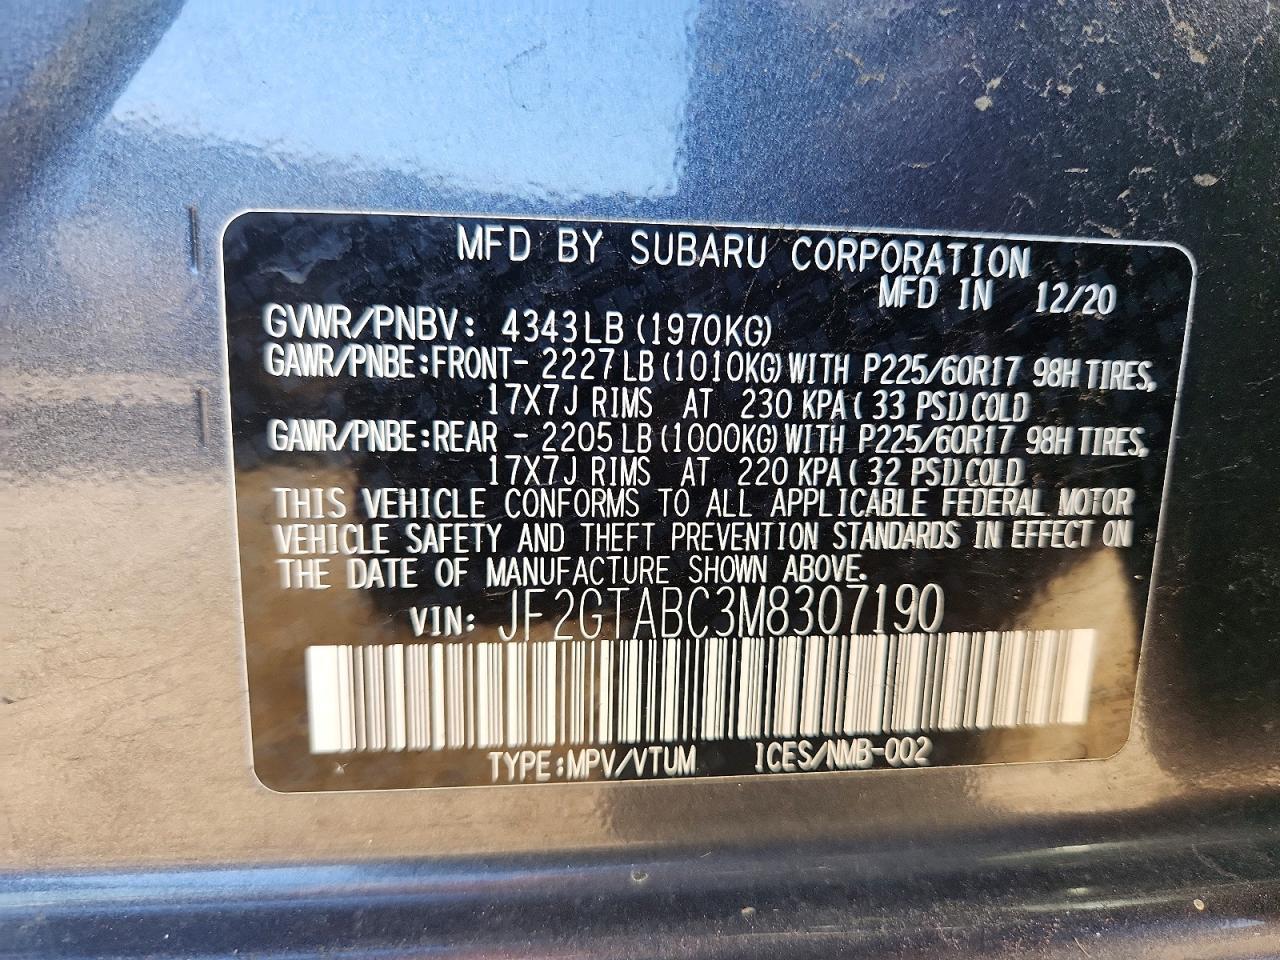 MFD BY SUBARU CORPORATION
MFD IN 12/20
GVWR/PNBV: 4343LB (1970KG)
GAWR/PNBE:FRONT- 2227LB (1010KG) WITH P225/60R17 98H TIRES,
17X7J RIMS AT 230 KPA ( 33 PSI) COLD
GAWR/PNBE:REAR - 2205LB (1000KG) WITH P225/60R17 98H TIRES,
17X7J RIMS AT 220 KPA ( 32 PSI) COLD
THIS VEHICLE CONFORMS TO ALL APPLICABLE FEDERAL MOTOR
VEHICLE SAFETY AND THEFT PREVENTION STANDARDS IN EFFECT ON
THE DATE OF MANUFACTURE SHOWN ABOVE.
VIN: JF2GTABC3M8307190
TYPE:MPV/VTUM ICES/NMB-002